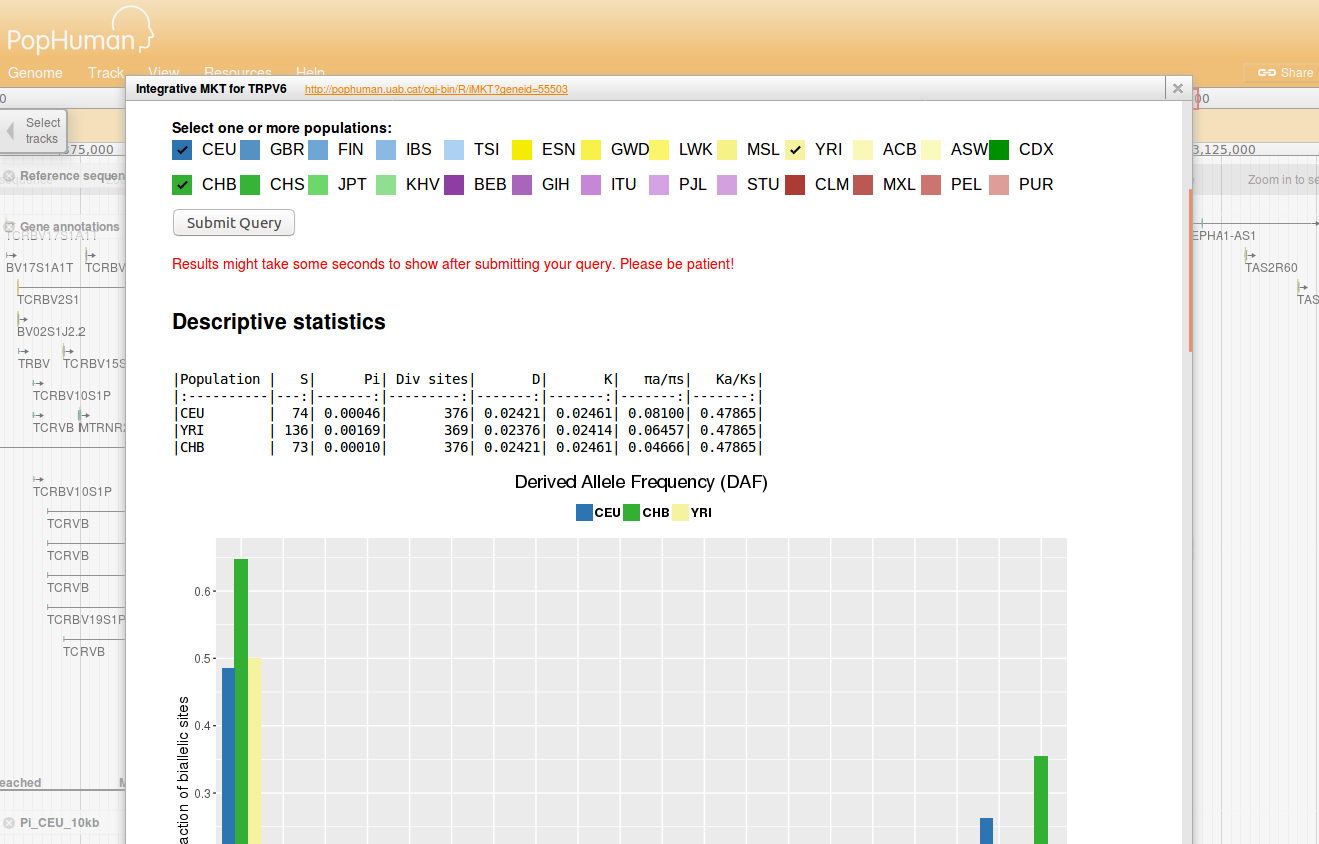 PopHuman
Genome Track View Resources Help
Share
Integrative MKT for TRPV6 http://pophuman.uab.cat/cgi-bin/R/iMKT?geneid=55503
0
00
Select
tracks
375,000
3,125,000
Reference sequen
Zoom in to se
Gene annotations
TCRBV17S1A1T
BV17S1A1T TCRBV
TCRBV2S1
BV02S1J2.2
TRBV TCRBV15S
TCRBV10S1P
TCRVB MTRNR2
TCRBV10S1P
TCRVB
TCRVB
TCRVB
TCRBV19S1P
TCRVB
eached
Pi_CEU_10kb
EPHA1-AS1
TAS2R60
TAS
Select one or more populations:
CEU GBR FIN IBS TSI ESN GWD LWK MSL YRI ACB ASW CDX
CHB CHS JPT KHV BEB GIH ITU PJL STU CLM MXL PEL PUR
Submit Query
Results might take some seconds to show after submitting your query. Please be patient!
Descriptive statistics
|Population | S| Pi| Div sites| D| K| πa/πs| Ka/Ks|
|:----------|---:|-------:|---------:|-------:|-------:|-------:|-------:|
|CEU | 74| 0.00046| 376| 0.02421| 0.02461| 0.08100| 0.47865|
|YRI | 136| 0.00169| 369| 0.02376| 0.02414| 0.06457| 0.47865|
|CHB | 73| 0.00010| 376| 0.02421| 0.02461| 0.04666| 0.47865|
Derived Allele Frequency (DAF)
CEU CHB YRI
0.6
0.5
0.4
0.3
action of biallelic sites